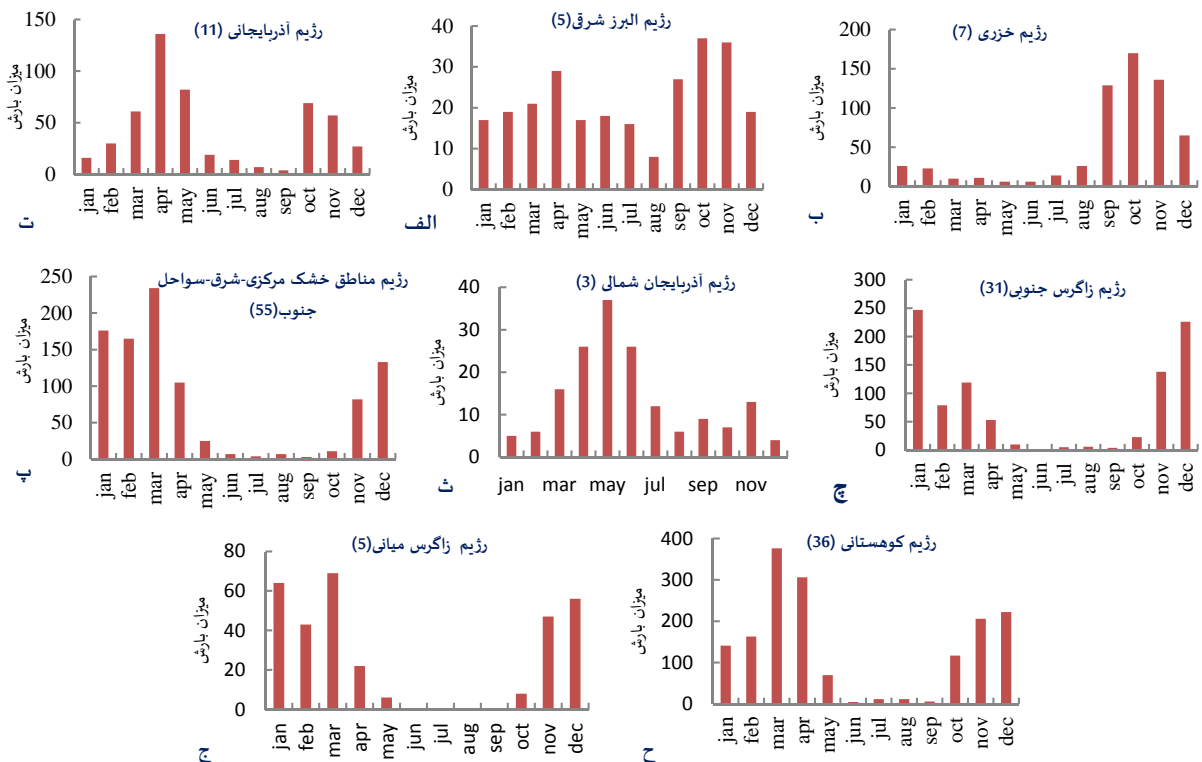 رژیم آذربایجانی (11)
میزان بارش
150
100
50
0
jan feb mar apr may jun jul aug sep oct nov dec
ت
رژیم البرز شرقی(5)
میزان بارش
40
30
20
10
0
jan feb mar apr may jun jul aug sep oct nov dec
الف
رژیم خزری (7)
میزان بارش
200
150
100
50
0
jan feb mar apr may jun jul aug sep oct nov dec
ب
رژیم مناطق خشک مرکزی-شرق-سواحل
جنوب(55)
میزان بارش
250
200
150
100
50
0
jan feb mar apr may jun jul aug sep oct nov dec
پ
رژیم آذربایجان شمالی (3)
میزان بارش
40
30
20
10
0
jan mar may jul sep nov
ث
رژیم زاگرس جنوبی(31)
میزان بارش
300
250
200
150
100
50
0
jan feb mar apr may jun jul aug sep oct nov dec
چ
رژیم زاگرس میانی(5)
میزان بارش
80
60
40
20
0
jan feb mar apr may jun jul aug sep oct nov dec
ج
رژیم کوهستانی (36)
میزان بارش
400
300
200
100
0
jan feb mar apr may jun jul aug sep oct nov dec
ح